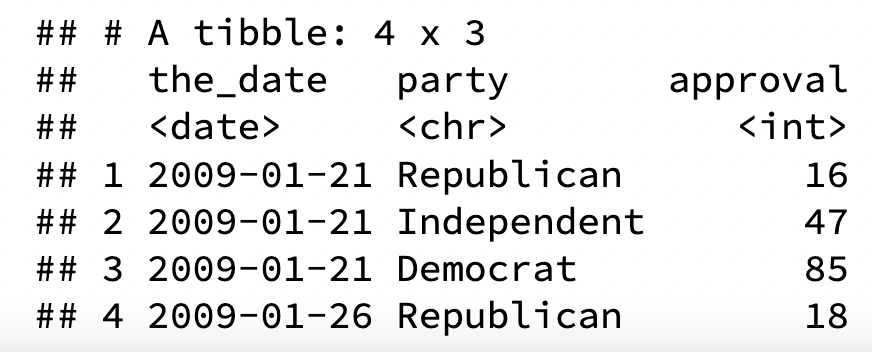 ## # A tibble: 4 x 3
##   the_date   party       approval
##   <date>     <chr>          <int>
## 1 2009-01-21 Republican        16
## 2 2009-01-21 Independent       47
## 3 2009-01-21 Democrat          85
## 4 2009-01-26 Republican        18